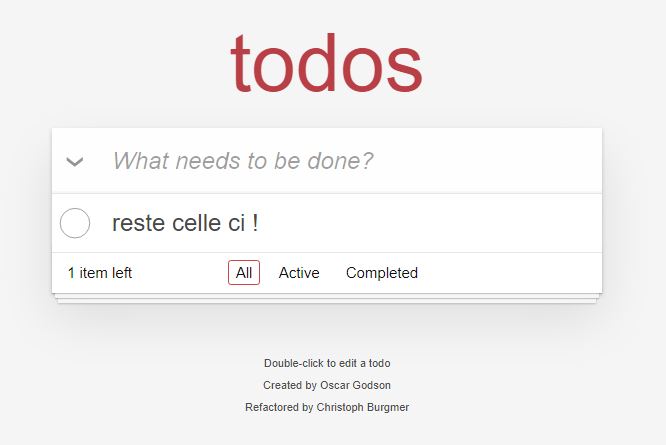 todos
What needs to be done?
reste celle ci !
1 item left All Active Completed
Double-click to edit a todo
Created by Oscar Godson
Refactored by Christoph Burgmer